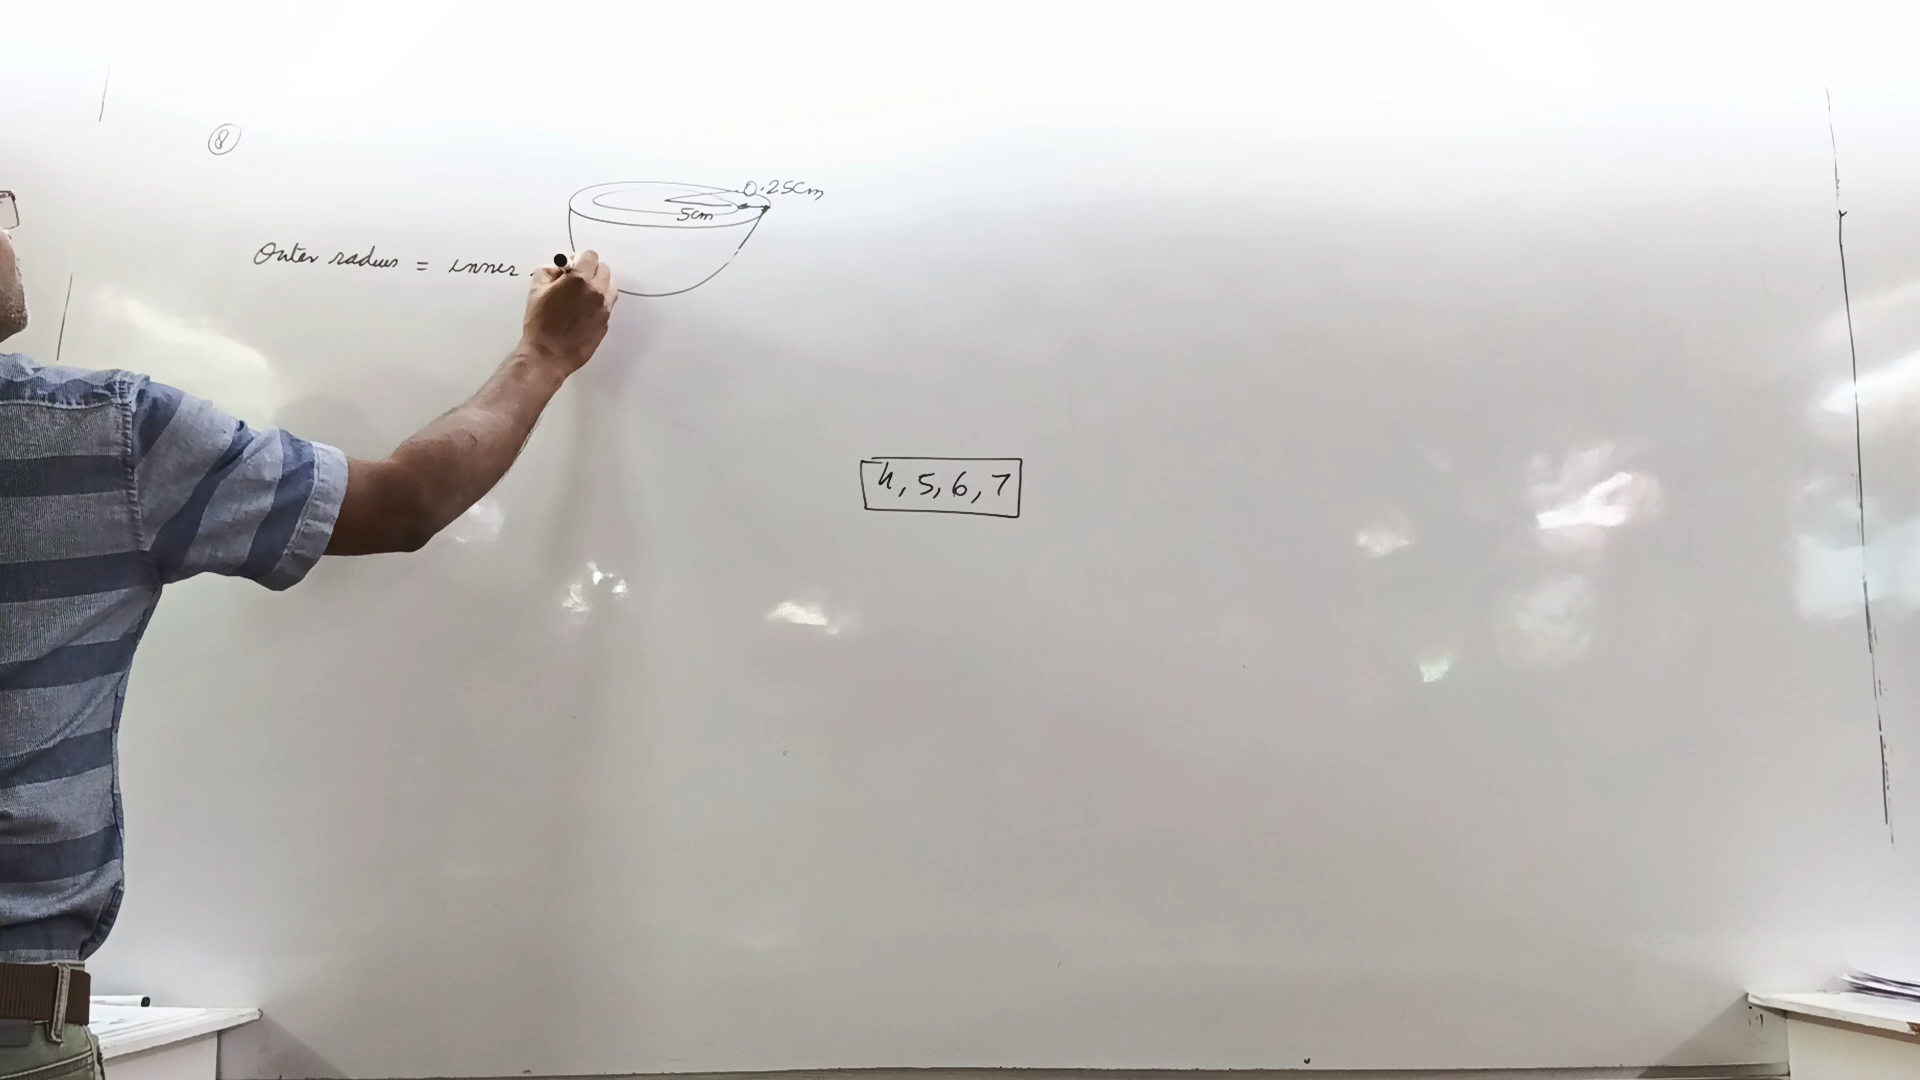 8
0.25cm
5cm
Outer radius = inner
4, 5, 6, 7